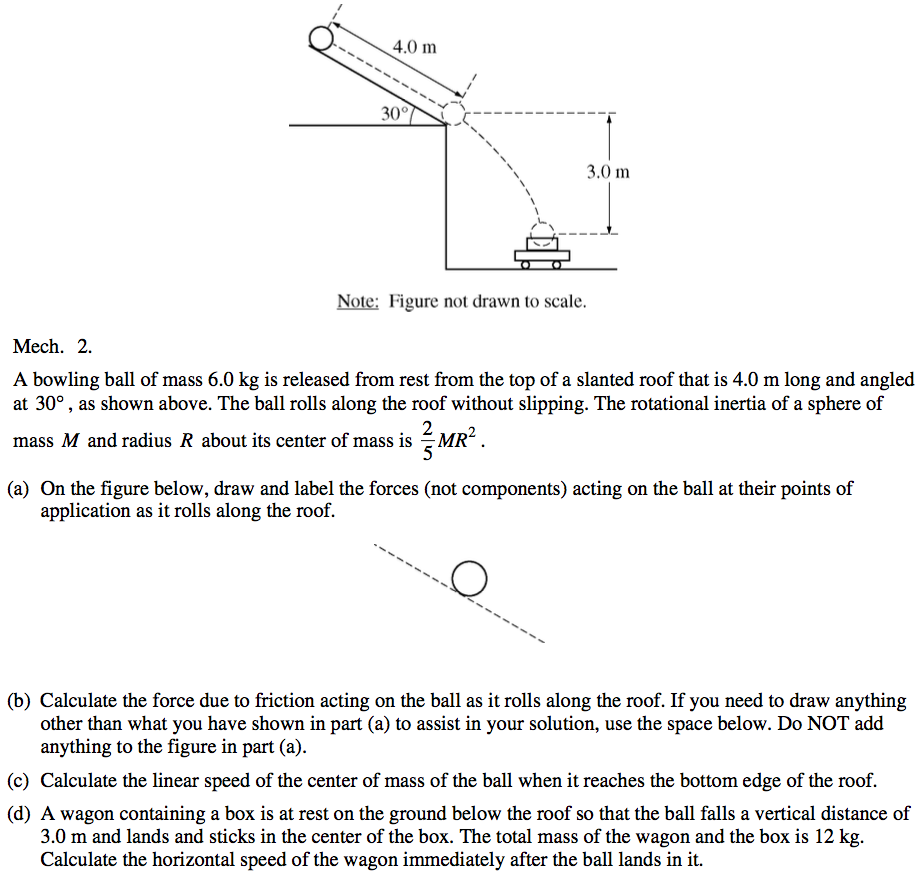 4.0 m
30°
3.0 m
Note: Figure not drawn to scale.
Mech. 2.
A bowling ball of mass 6.0 kg is released from rest from the top of a slanted roof that is 4.0 m long and angled
at 30°, as shown above. The ball rolls along the roof without slipping. The rotational inertia of a sphere of
mass M and radius R about its center of mass is 2/5 MR².
(a) On the figure below, draw and label the forces (not components) acting on the ball at their points of
application as it rolls along the roof.
(b) Calculate the force due to friction acting on the ball as it rolls along the roof. If you need to draw anything
other than what you have shown in part (a) to assist in your solution, use the space below. Do NOT add
anything to the figure in part (a).
(c) Calculate the linear speed of the center of mass of the ball when it reaches the bottom edge of the roof.
(d) A wagon containing a box is at rest on the ground below the roof so that the ball falls a vertical distance of
3.0 m and lands and sticks in the center of the box. The total mass of the wagon and the box is 12 kg.
Calculate the horizontal speed of the wagon immediately after the ball lands in it.